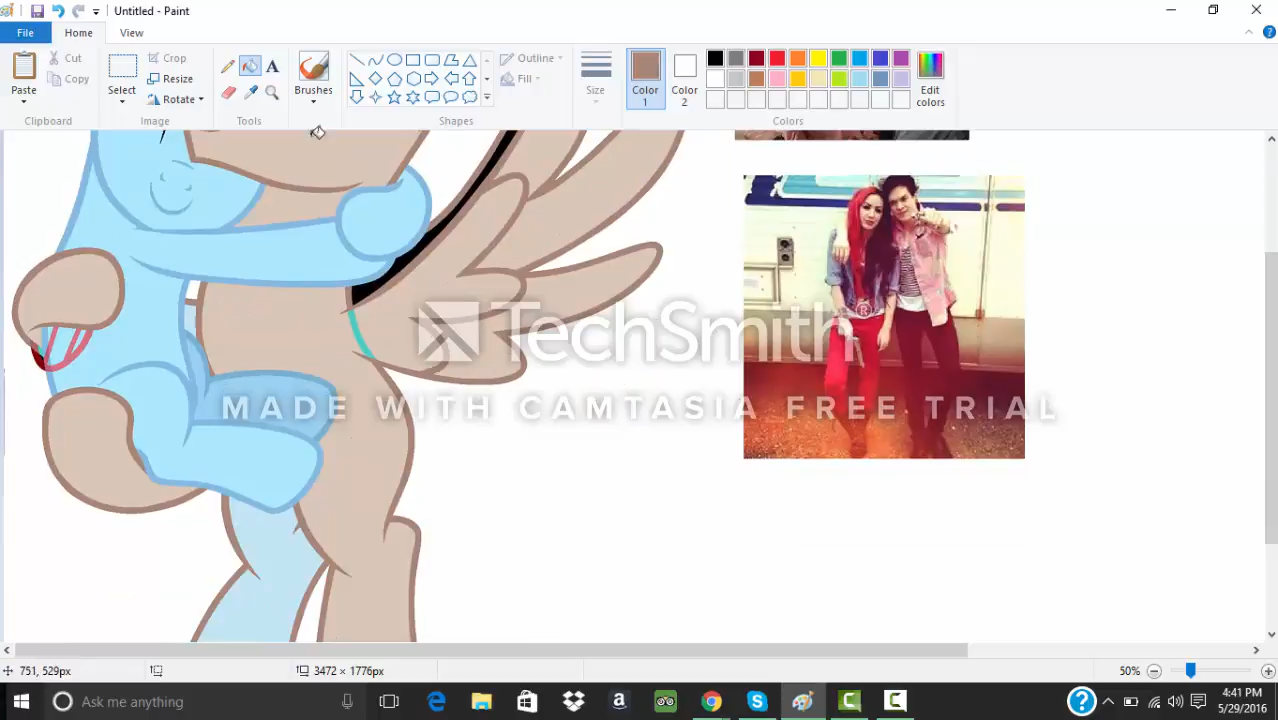 Untitled - Paint
File
Home
View
Paste
Cut
Copy
Clipboard
Select
Crop
Resize
Rotate
Image
A
Tools
Brushes
Shapes
Outline
Fill
Size
Color 1
Color 2
Edit colors
Colors
TechSmith
®
MADE WITH CAMTASIA FREE TRIAL
751, 529px
3472 × 1776px
50%
Ask me anything
4:41 PM
5/29/2016